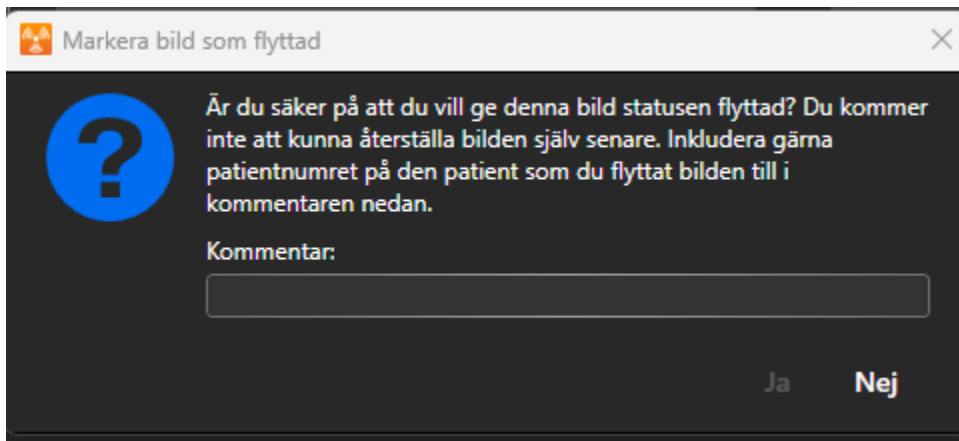 Markera bild som flyttad
Är du säker på att du vill ge denna bild statusen flyttad? Du kommer
inte att kunna återställa bilden själv senare. Inkludera gärna
patientnumret på den patient som du flyttat bilden till i
kommentaren nedan.
Kommentar:
Ja Nej